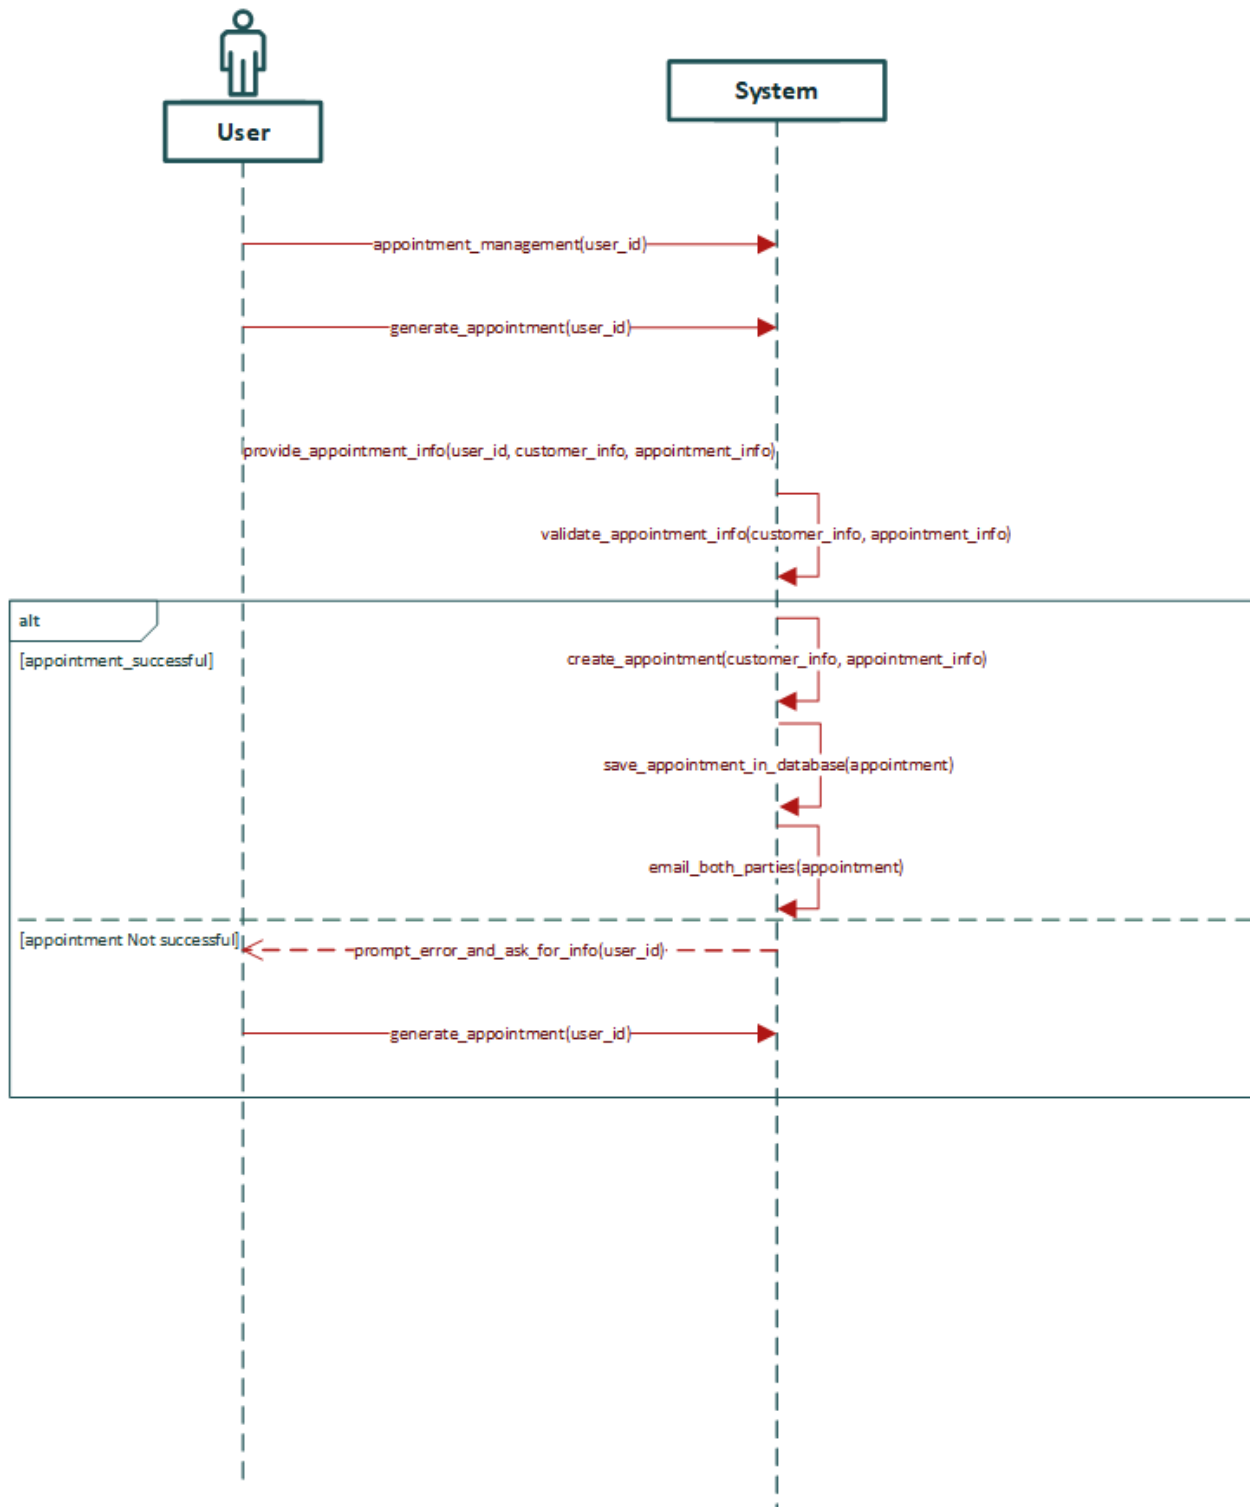 User
System
appointment_management(user_id)
generate_appointment(user_id)
provide_appointment_info(user_id, customer_info, appointment_info)
validate_appointment_info(customer_info, appointment_info)
alt
[appointment_successful]
create_appointment(customer_info, appointment_info)
save_appointment_in_database(appointment)
email_both_parties(appointment)
[appointment Not successful]
prompt_error_and_ask_for_info(user_id)
generate_appointment(user_id)